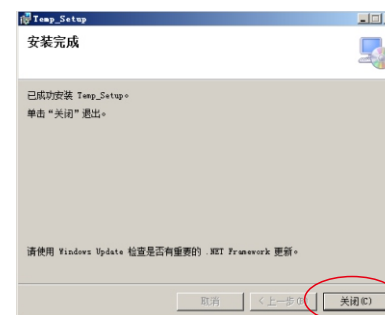 Temp_Setup
安装完成
已成功安装 Temp_Setup。
单击“关闭”退出。
请使用 Windows Update 检查是否有重要的 .NET Framework 更新。
取消
<上一步(P)
关闭(C)